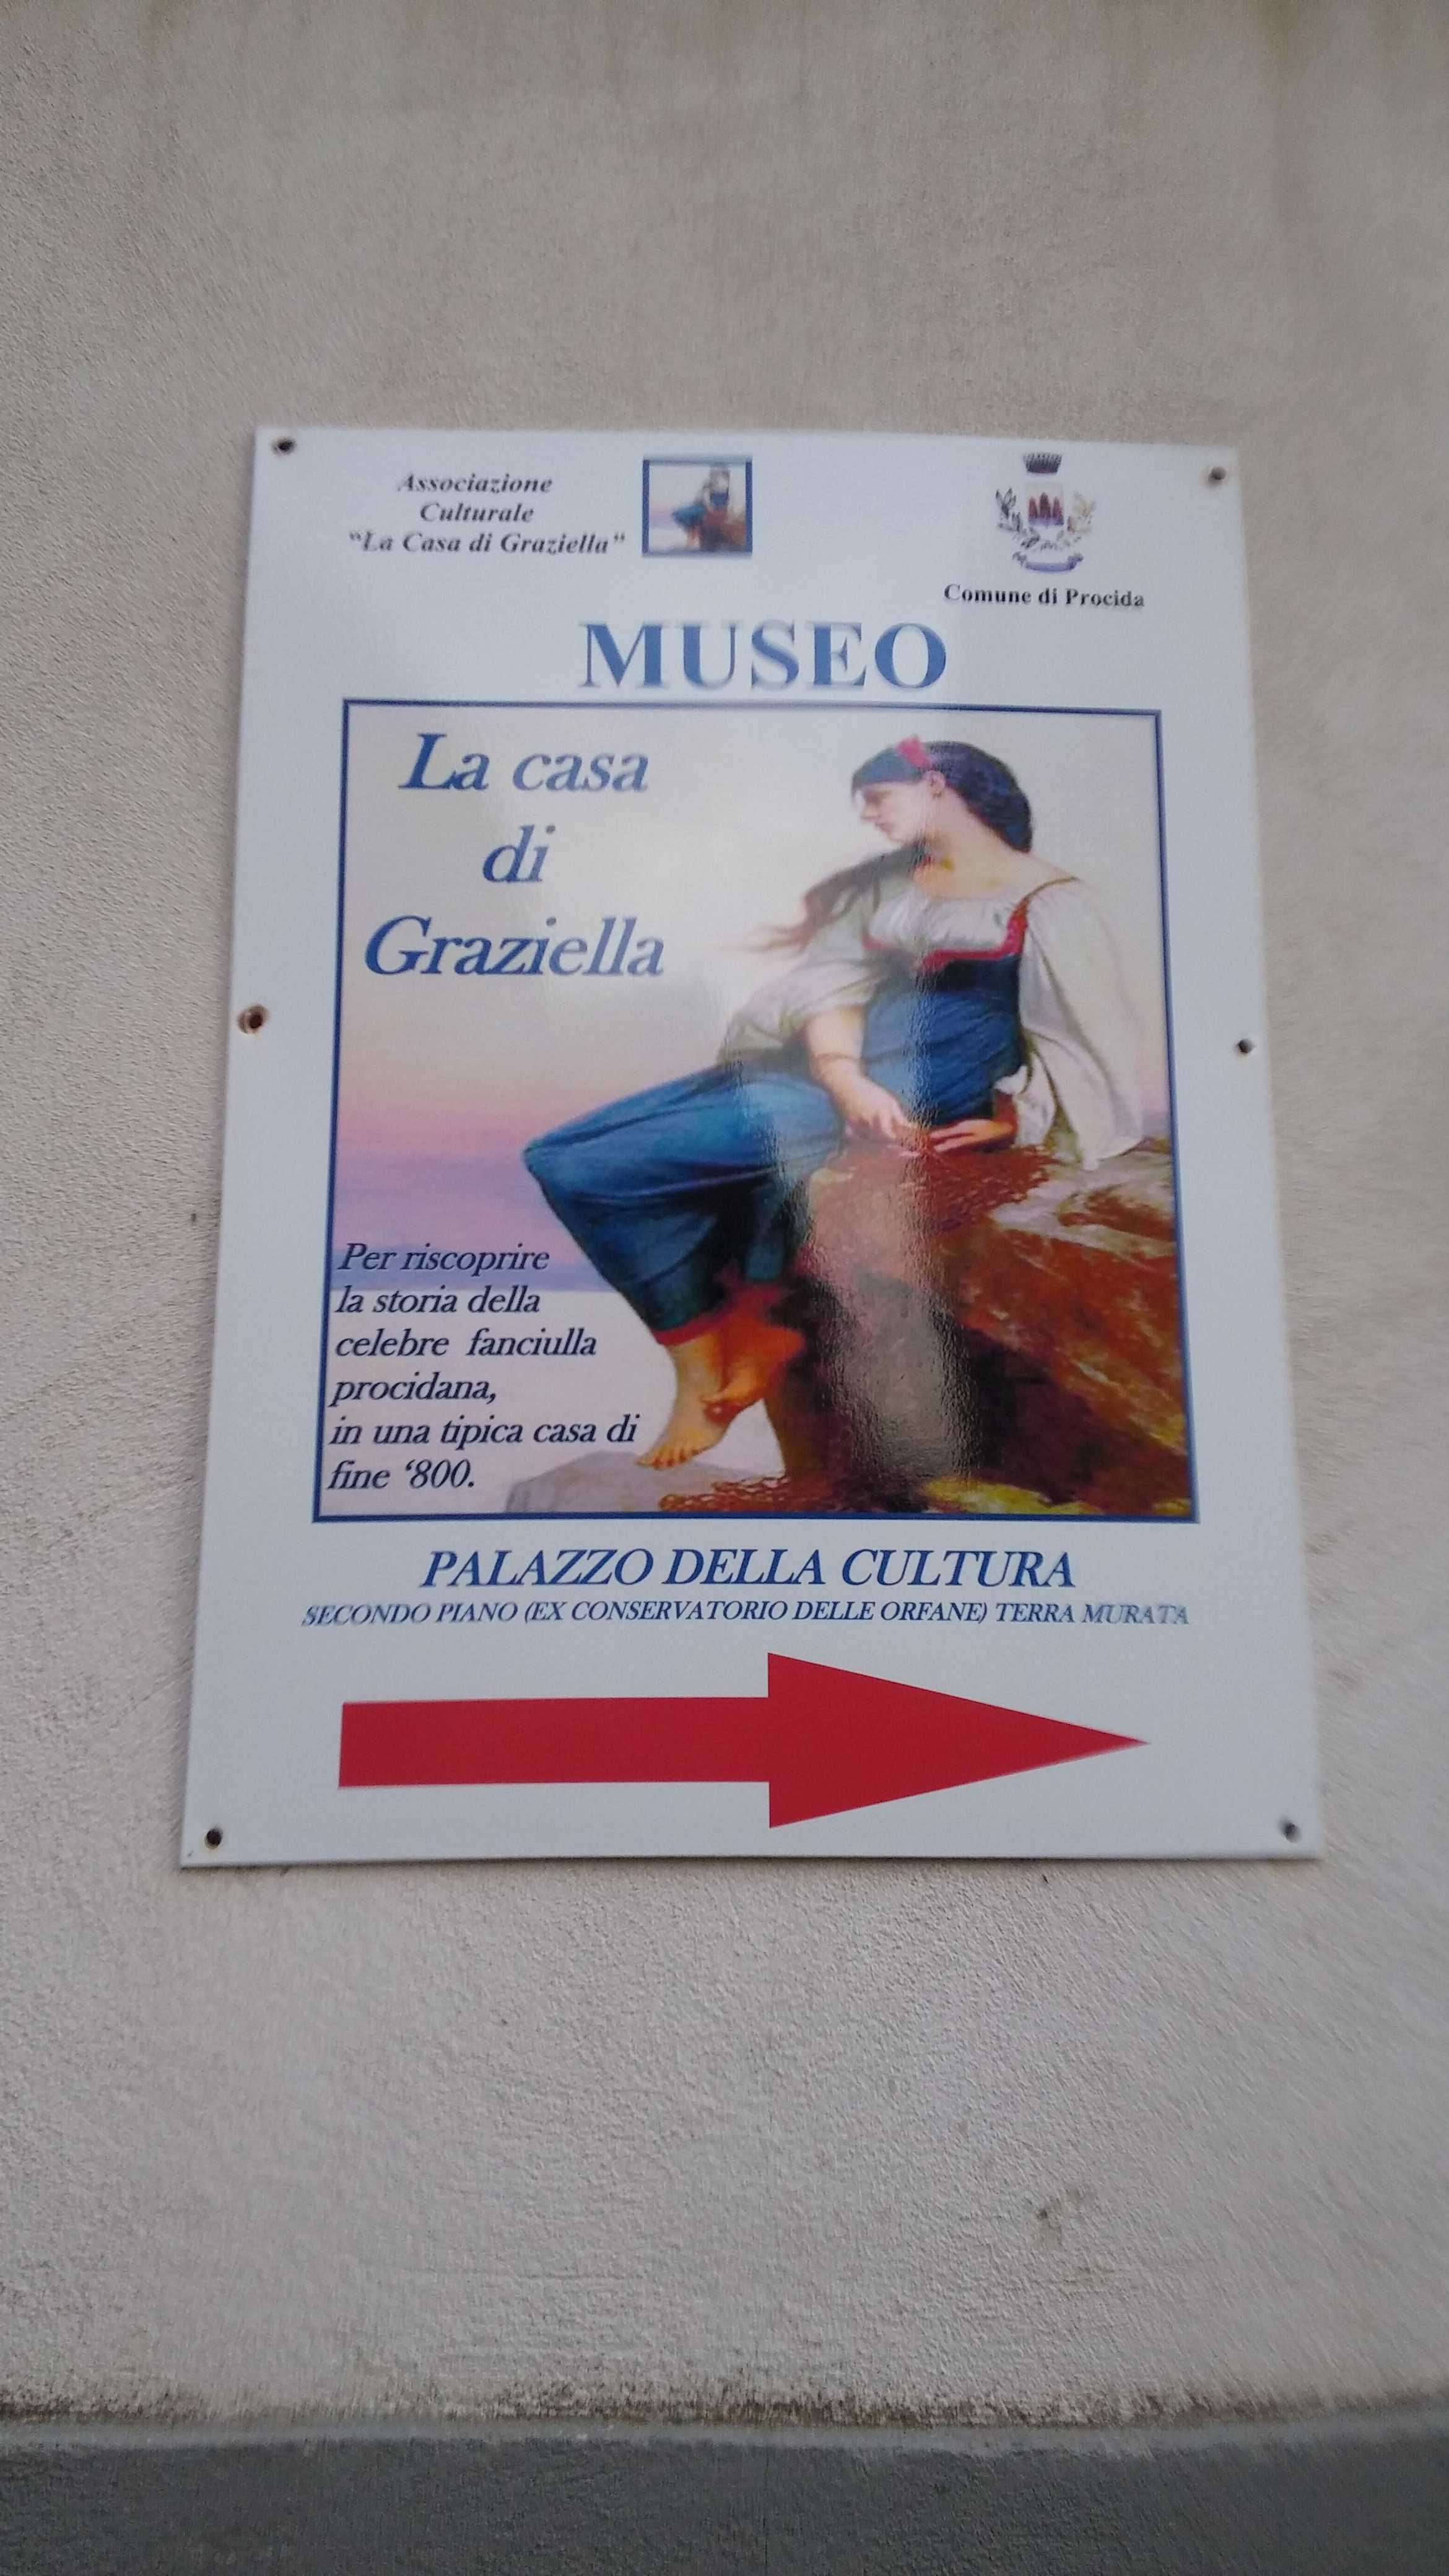 Associazione
Culturale
"La Casa di Graziella"
Comune di Procida
MUSEO
La casa
di
Graziella
Per riscoprire
la storia della
celebre fanciulla
procidana,
in una tipica casa di
fine ‘800.
PALAZZO DELLA CULTURA
SECONDO PIANO (EX CONSERVATORIO DELLE ORFANE) TERRA MURATA